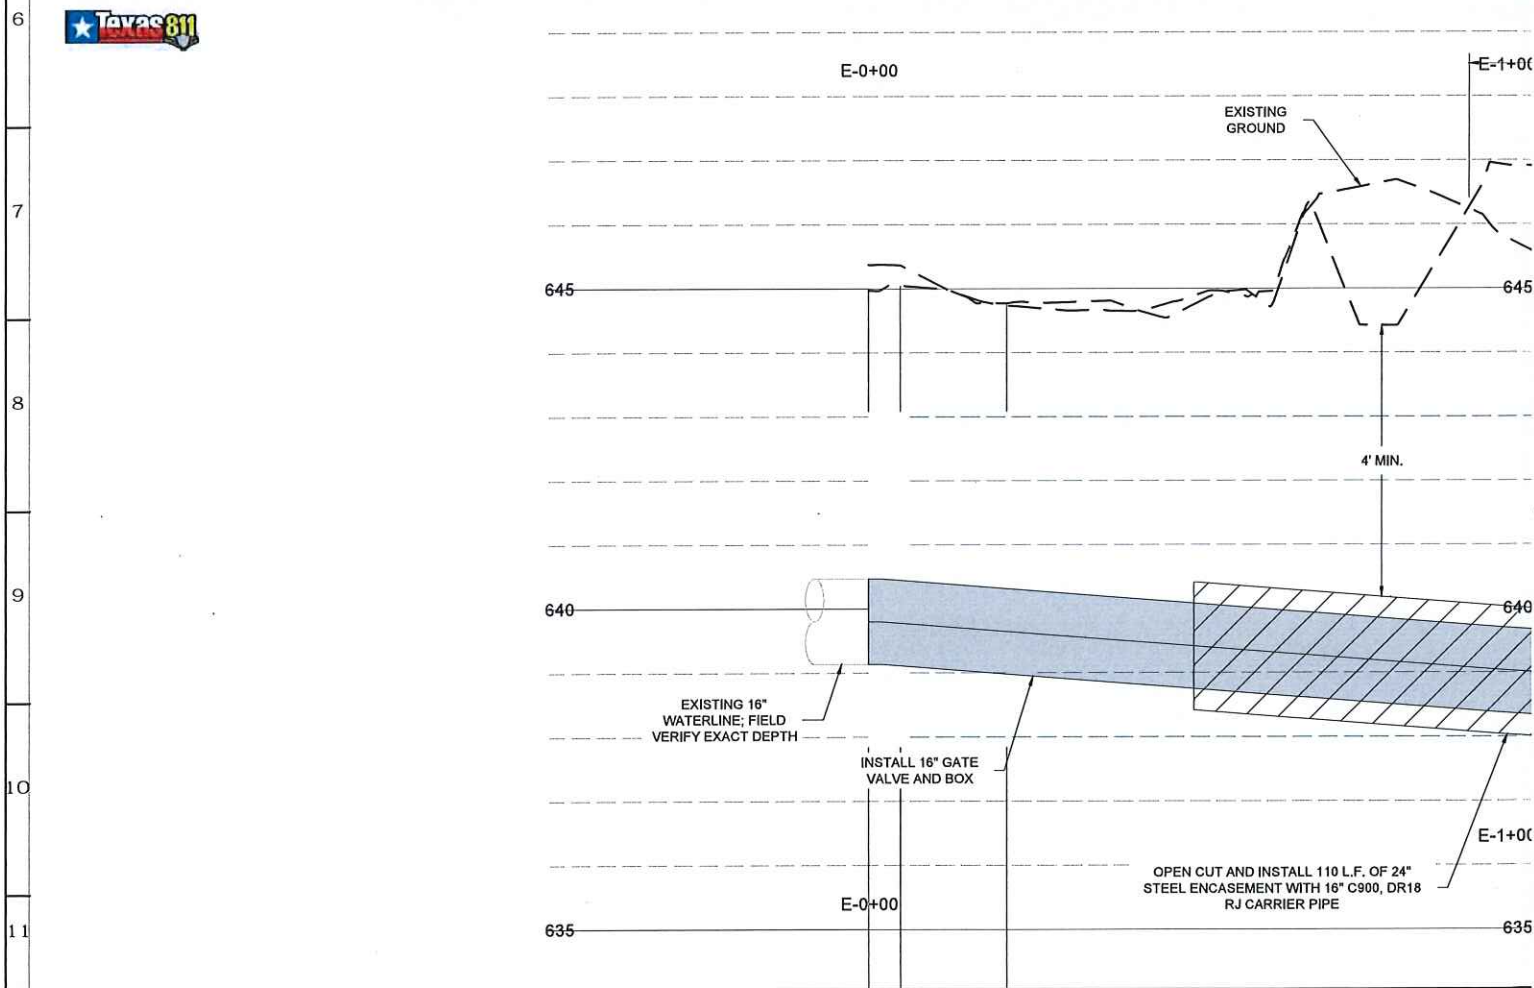 6
Texas811
E-0+00
E-1+00
EXISTING
GROUND
7
645
645
8
4' MIN.
9
640
640
EXISTING 16"
WATERLINE; FIELD
VERIFY EXACT DEPTH
INSTALL 16" GATE
VALVE AND BOX
10
E-1+00
OPEN CUT AND INSTALL 110 L.F. OF 24"
STEEL ENCASEMENT WITH 16" C900, DR18
RJ CARRIER PIPE
E-0+00
11
635
635